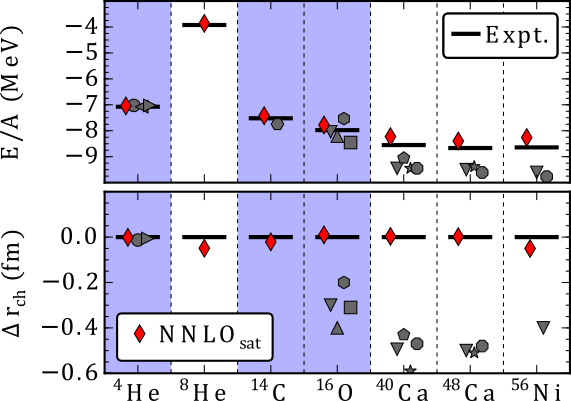 E/A (MeV)
−4
−5
−6
−7
−8
−9
Expt.
Δ r_ch (fm)
0.0
−0.2
−0.4
−0.6
NNLO_sat
⁴He ⁸He ¹⁴C ¹⁶O ⁴⁰Ca ⁴⁸Ca ⁵⁶Ni